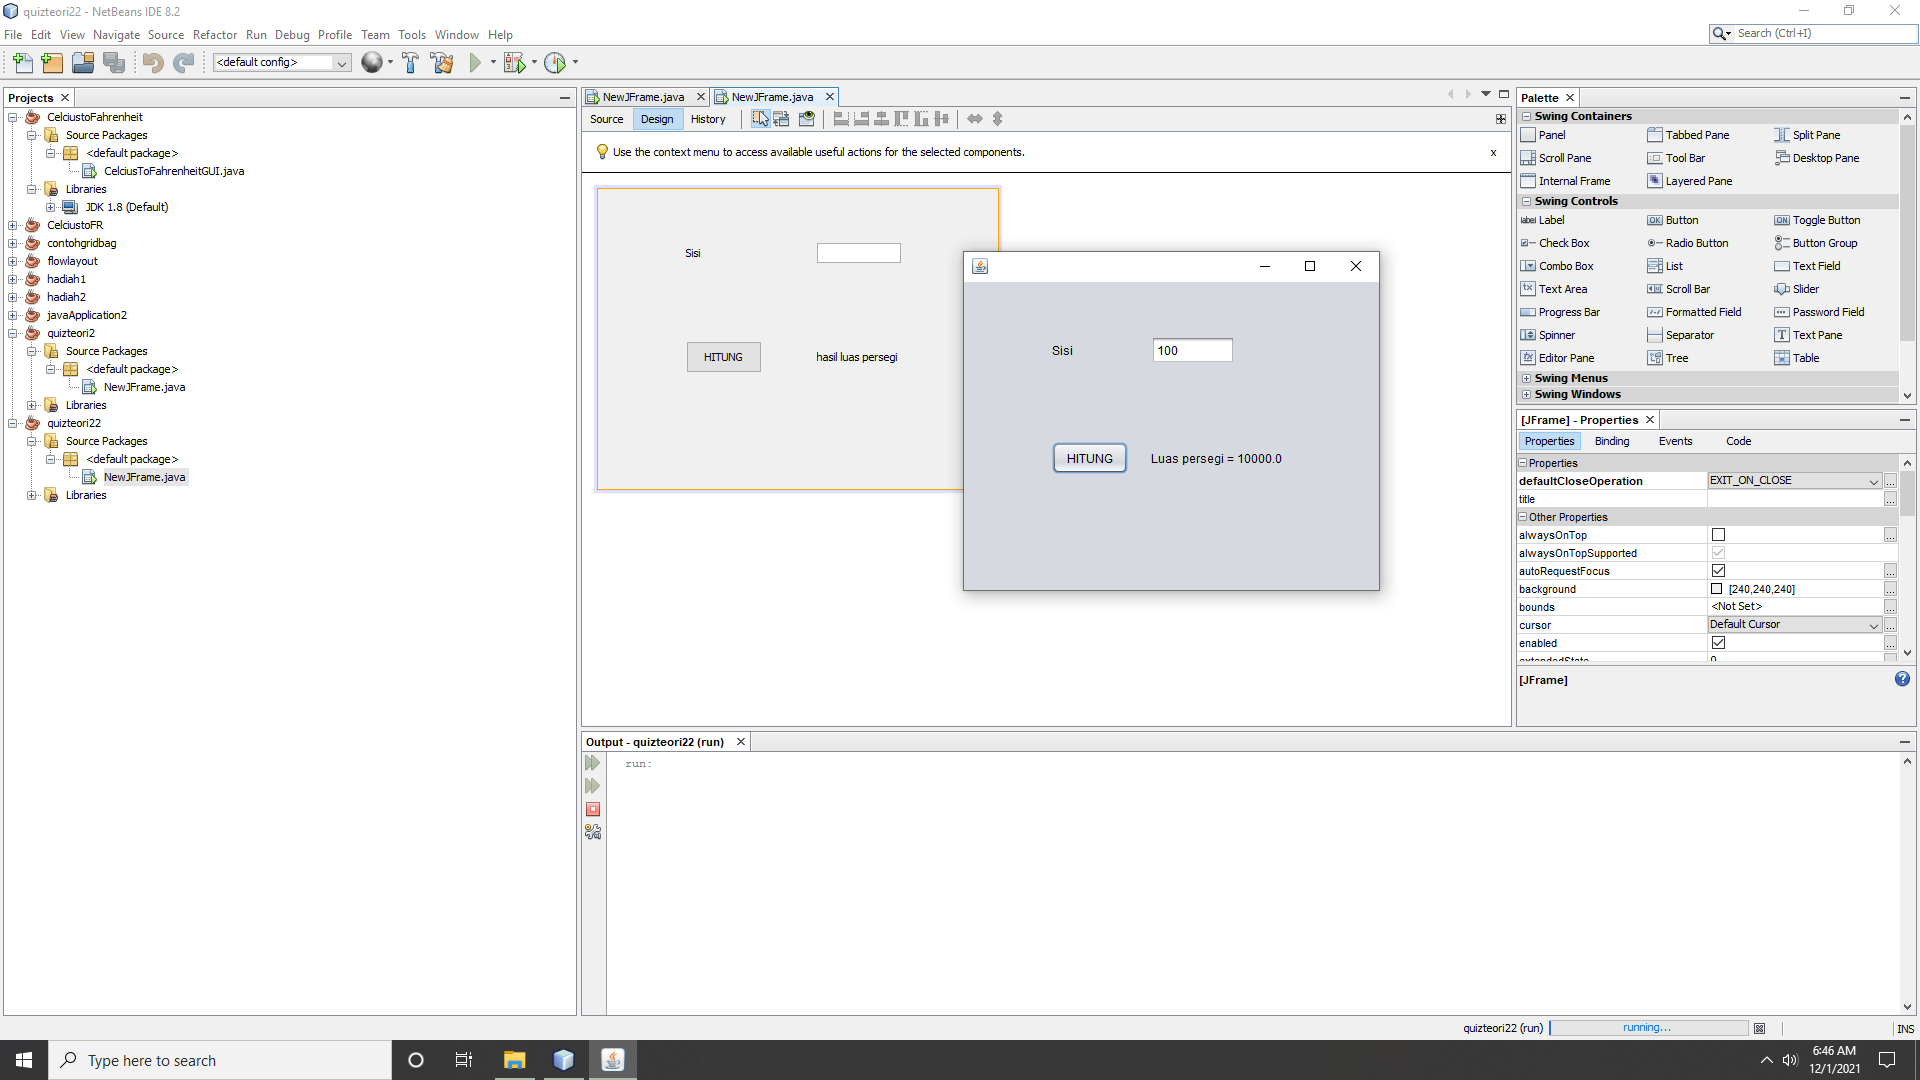 quizteori22 - NetBeans IDE 8.2
File Edit View Navigate Source Refactor Run Debug Profile Team Tools Window Help
Search (Ctrl+I)
<default config>
Projects
CelciustoFahrenheit
Source Packages
<default package>
CelciusToFahrenheitGUI.java
Libraries
JDK 1.8 (Default)
CelciustoFR
contohgridbag
flowlayout
hadiah1
hadiah2
javaApplication2
quizteori2
Source Packages
<default package>
NewJFrame.java
Libraries
quizteori22
Source Packages
<default package>
NewJFrame.java
Libraries
NewJFrame.java NewJFrame.java
Source Design History
Use the context menu to access available useful actions for the selected components. x
Sisi
HITUNG hasil luas persegi
Sisi 100
HITUNG Luas persegi = 10000.0
Palette
Swing Containers
Panel Tabbed Pane Split Pane
Scroll Pane Tool Bar Desktop Pane
Internal Frame Layered Pane
Swing Controls
label Label OK Button ON Toggle Button
Check Box Radio Button Button Group
Combo Box List Text Field
Text Area Scroll Bar Slider
Progress Bar Formatted Field Password Field
Spinner Separator Text Pane
Editor Pane Tree Table
Swing Menus
Swing Windows
[JFrame] - Properties
Properties Binding Events Code
Properties
defaultCloseOperation EXIT_ON_CLOSE ...
title ...
Other Properties
alwaysOnTop ...
alwaysOnTopSupported
autoRequestFocus ...
background [240,240,240] ...
bounds <Not Set> ...
cursor Default Cursor ...
enabled ...
extendedState 0
[JFrame]
Output - quizteori22 (run)
run:
quizteori22 (run) running... INS
Type here to search
6:46 AM
12/1/2021